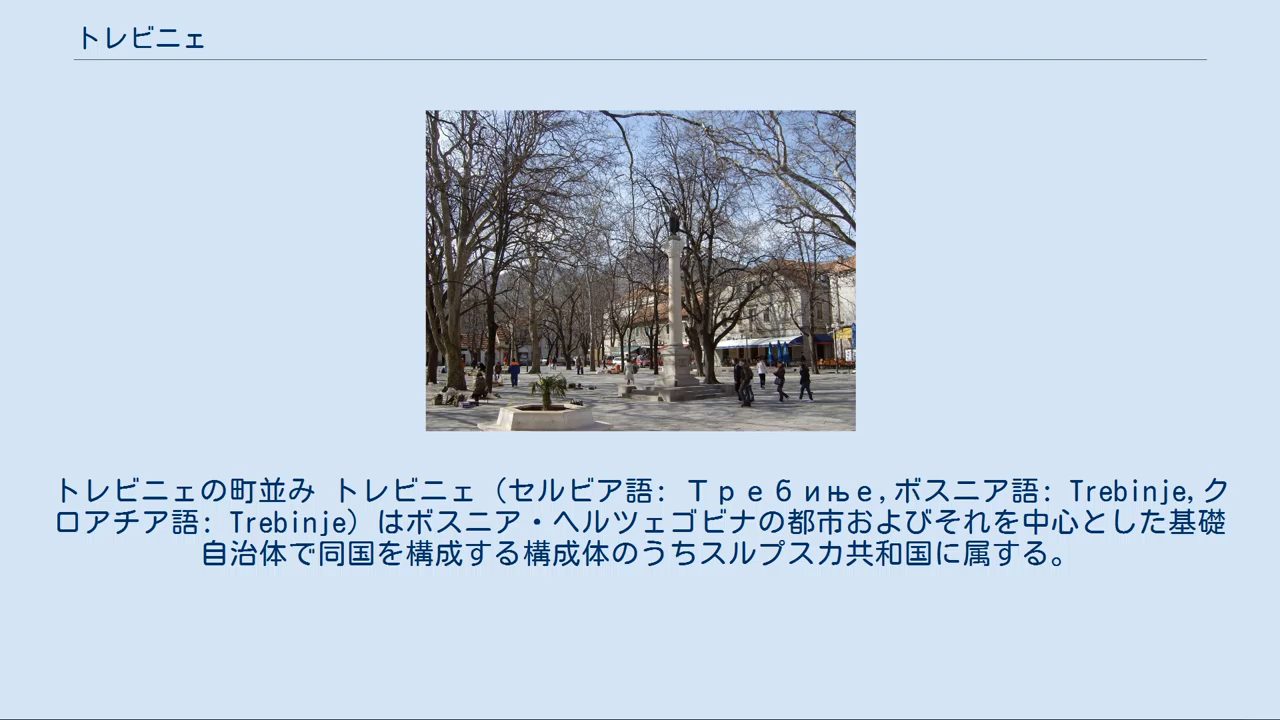 トレビニェ
トレビニェの町並み トレビニェ（セルビア語: Требиње,ボスニア語: Trebinje,ク
ロアチア語: Trebinje）はボスニア・ヘルツェゴビナの都市およびそれを中心とした基礎
自治体で同国を構成する構成体のうちスルプスカ共和国に属する。